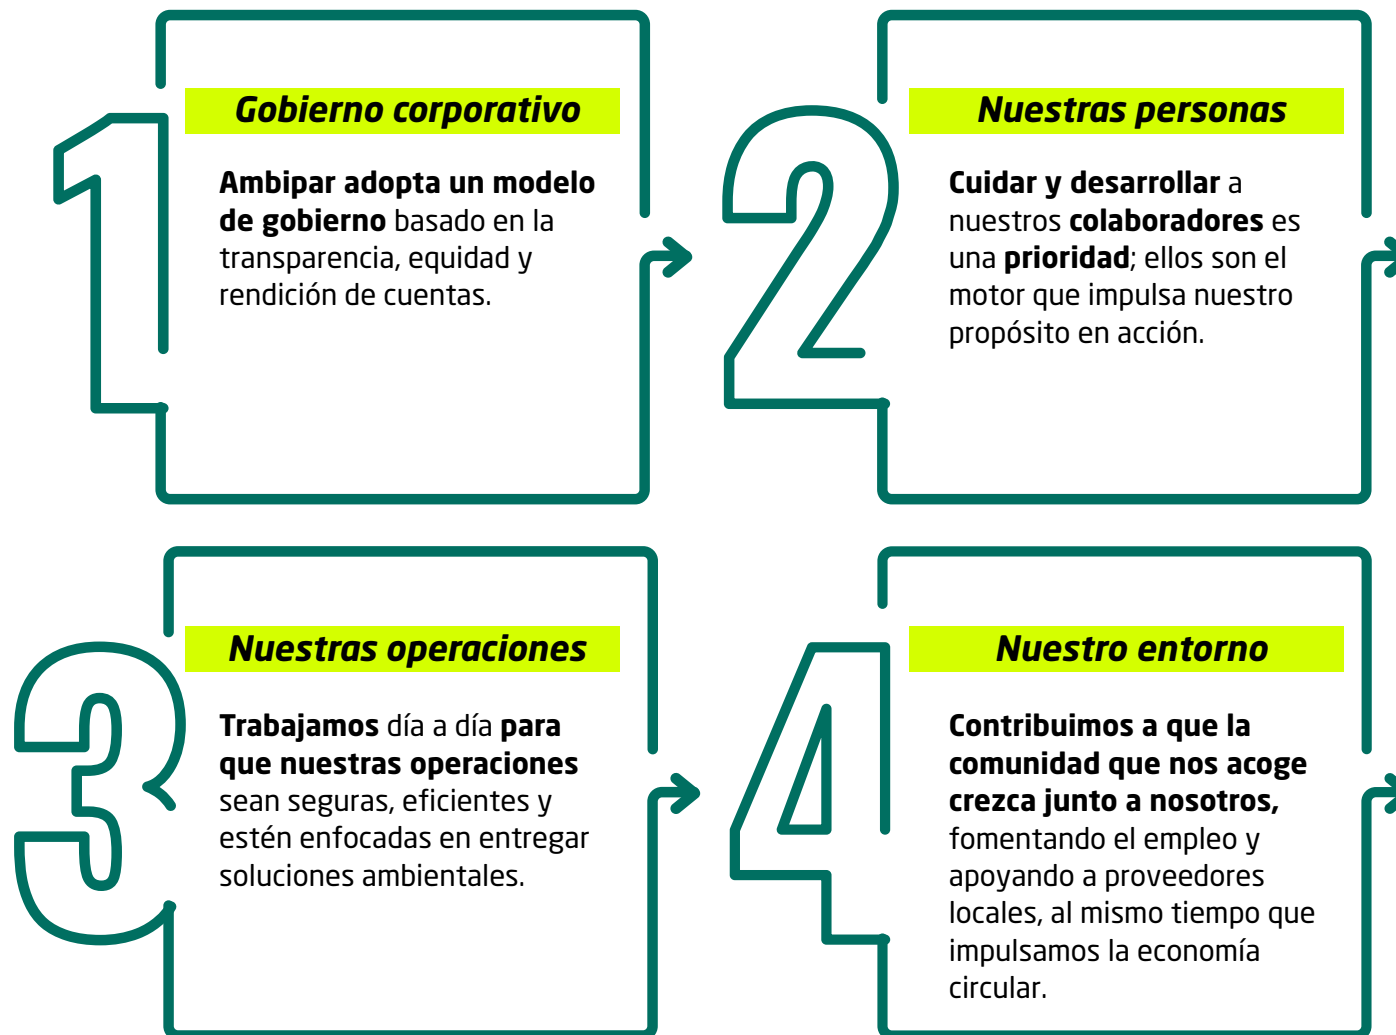 1
Gobierno corporativo
Ambipar adopta un modelo
de gobierno basado en la
transparencia, equidad y
rendición de cuentas.
2
Nuestras personas
Cuidar y desarrollar a
nuestros colaboradores es
una prioridad; ellos son el
motor que impulsa nuestro
propósito en acción.
3
Nuestras operaciones
Trabajamos día a día para
que nuestras operaciones
sean seguras, eficientes y
estén enfocadas en entregar
soluciones ambientales.
4
Nuestro entorno
Contribuimos a que la
comunidad que nos acoge
crezca junto a nosotros,
fomentando el empleo y
apoyando a proveedores
locales, al mismo tiempo que
impulsamos la economía
circular.